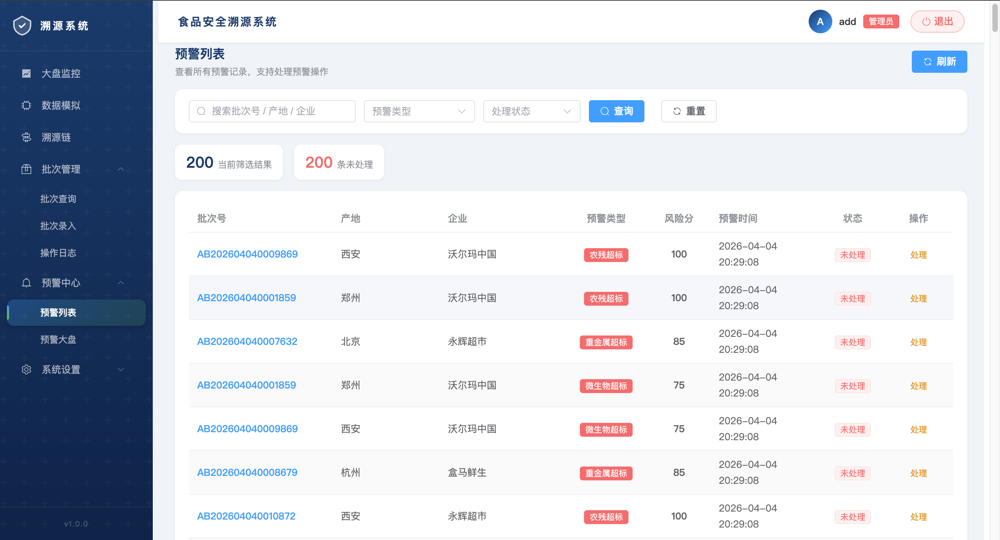 溯源系统
食品安全溯源系统
A add 管理员 退出
大盘监控
数据模拟
溯源链
批次管理
批次查询
批次录入
操作日志
预警中心
预警列表
预警大盘
系统设置
v1.0.0
预警列表
查看所有预警记录，支持处理预警操作
刷新
搜索批次号 / 产地 / 企业 预警类型 处理状态 查询 重置
200 当前筛选结果 200 条未处理
批次号 产地 企业 预警类型 风险分 预警时间 状态 操作
AB202604040009869 西安 沃尔玛中国 农残超标 100 2026-04-04 20:29:08 未处理 处理
AB202604040001859 郑州 沃尔玛中国 农残超标 100 2026-04-04 20:29:08 未处理 处理
AB202604040007632 北京 永辉超市 重金属超标 85 2026-04-04 20:29:08 未处理 处理
AB202604040001859 郑州 沃尔玛中国 微生物超标 75 2026-04-04 20:29:08 未处理 处理
AB202604040009869 西安 沃尔玛中国 微生物超标 75 2026-04-04 20:29:08 未处理 处理
AB202604040008679 杭州 盒马鲜生 重金属超标 85 2026-04-04 20:29:08 未处理 处理
AB202604040010872 西安 永辉超市 农残超标 100 2026-04-04 20:29:08 未处理 处理